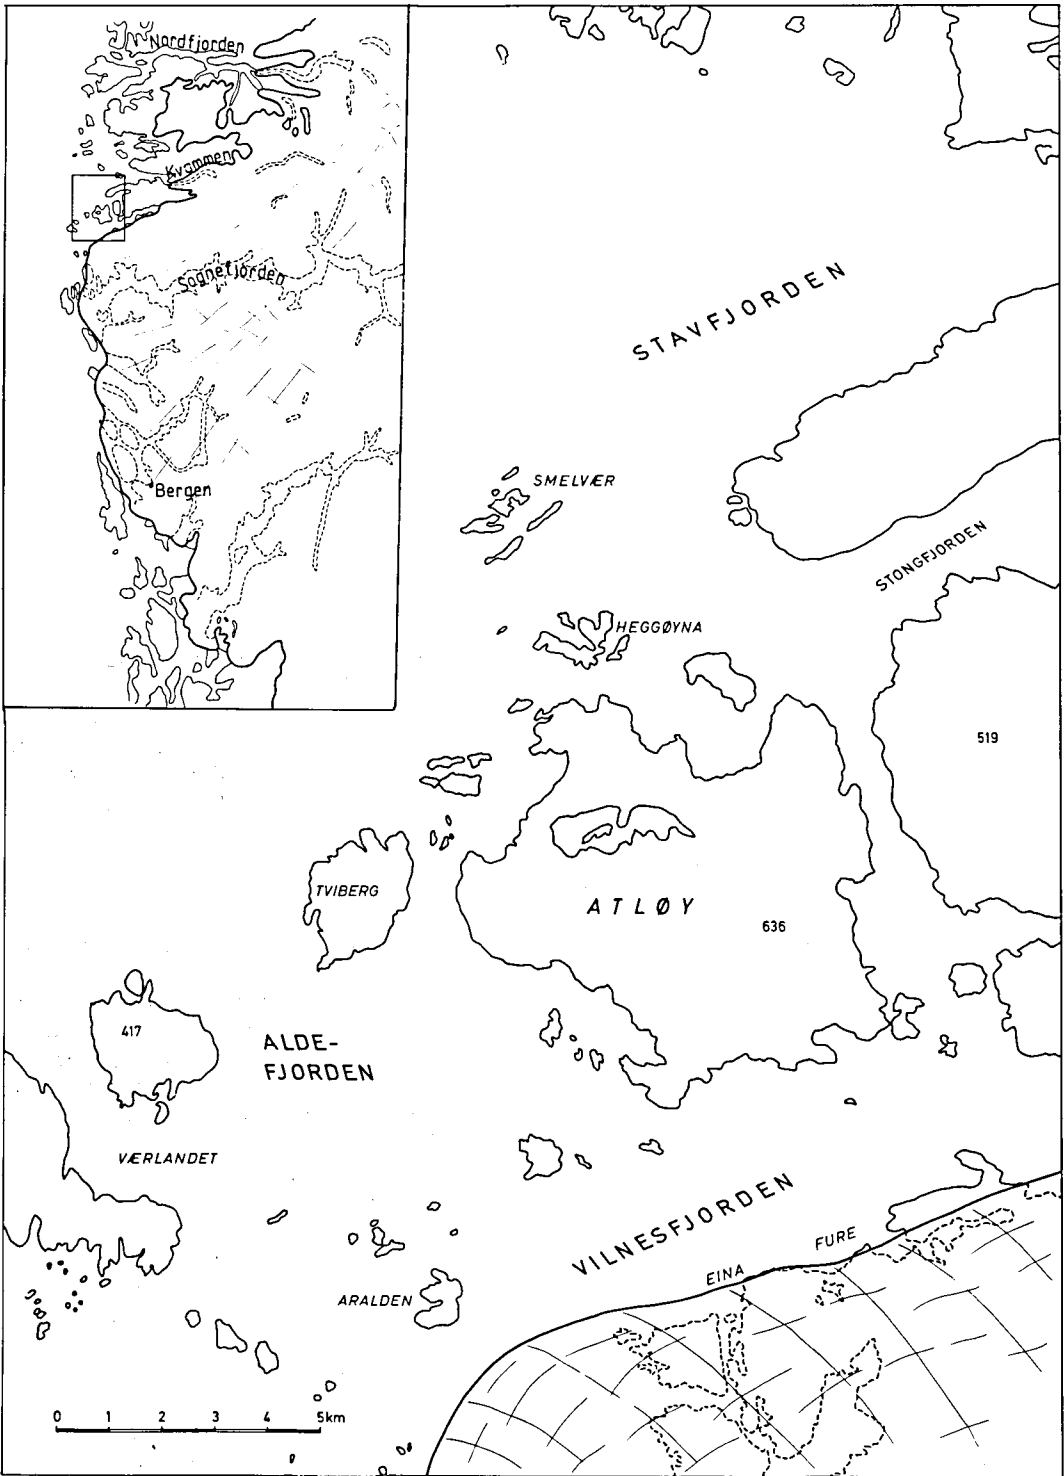 Nordfjorden
Kvammen
Sognefjorden
Bergen
STAVFJORDEN
SMELVÆR
STONGFJORDEN
HEGGØYNA
519
TVIBERG
ATLØY
636
417
ALDE-
FJORDEN
VÆRLANDET
VILNESFJORDEN
FURE
EINA
ARALDEN
0 1 2 3 4 5km